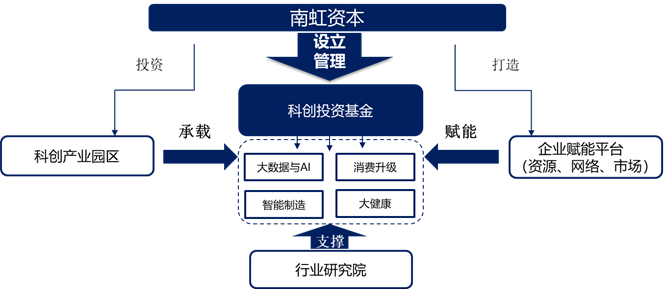 南虹资本
设立
管理
投资
打造
科创投资基金
承载
赋能
科创产业园区
企业赋能平台
（资源、网络、市场）
大数据与AI
消费升级
智能制造
大健康
支撑
行业研究院